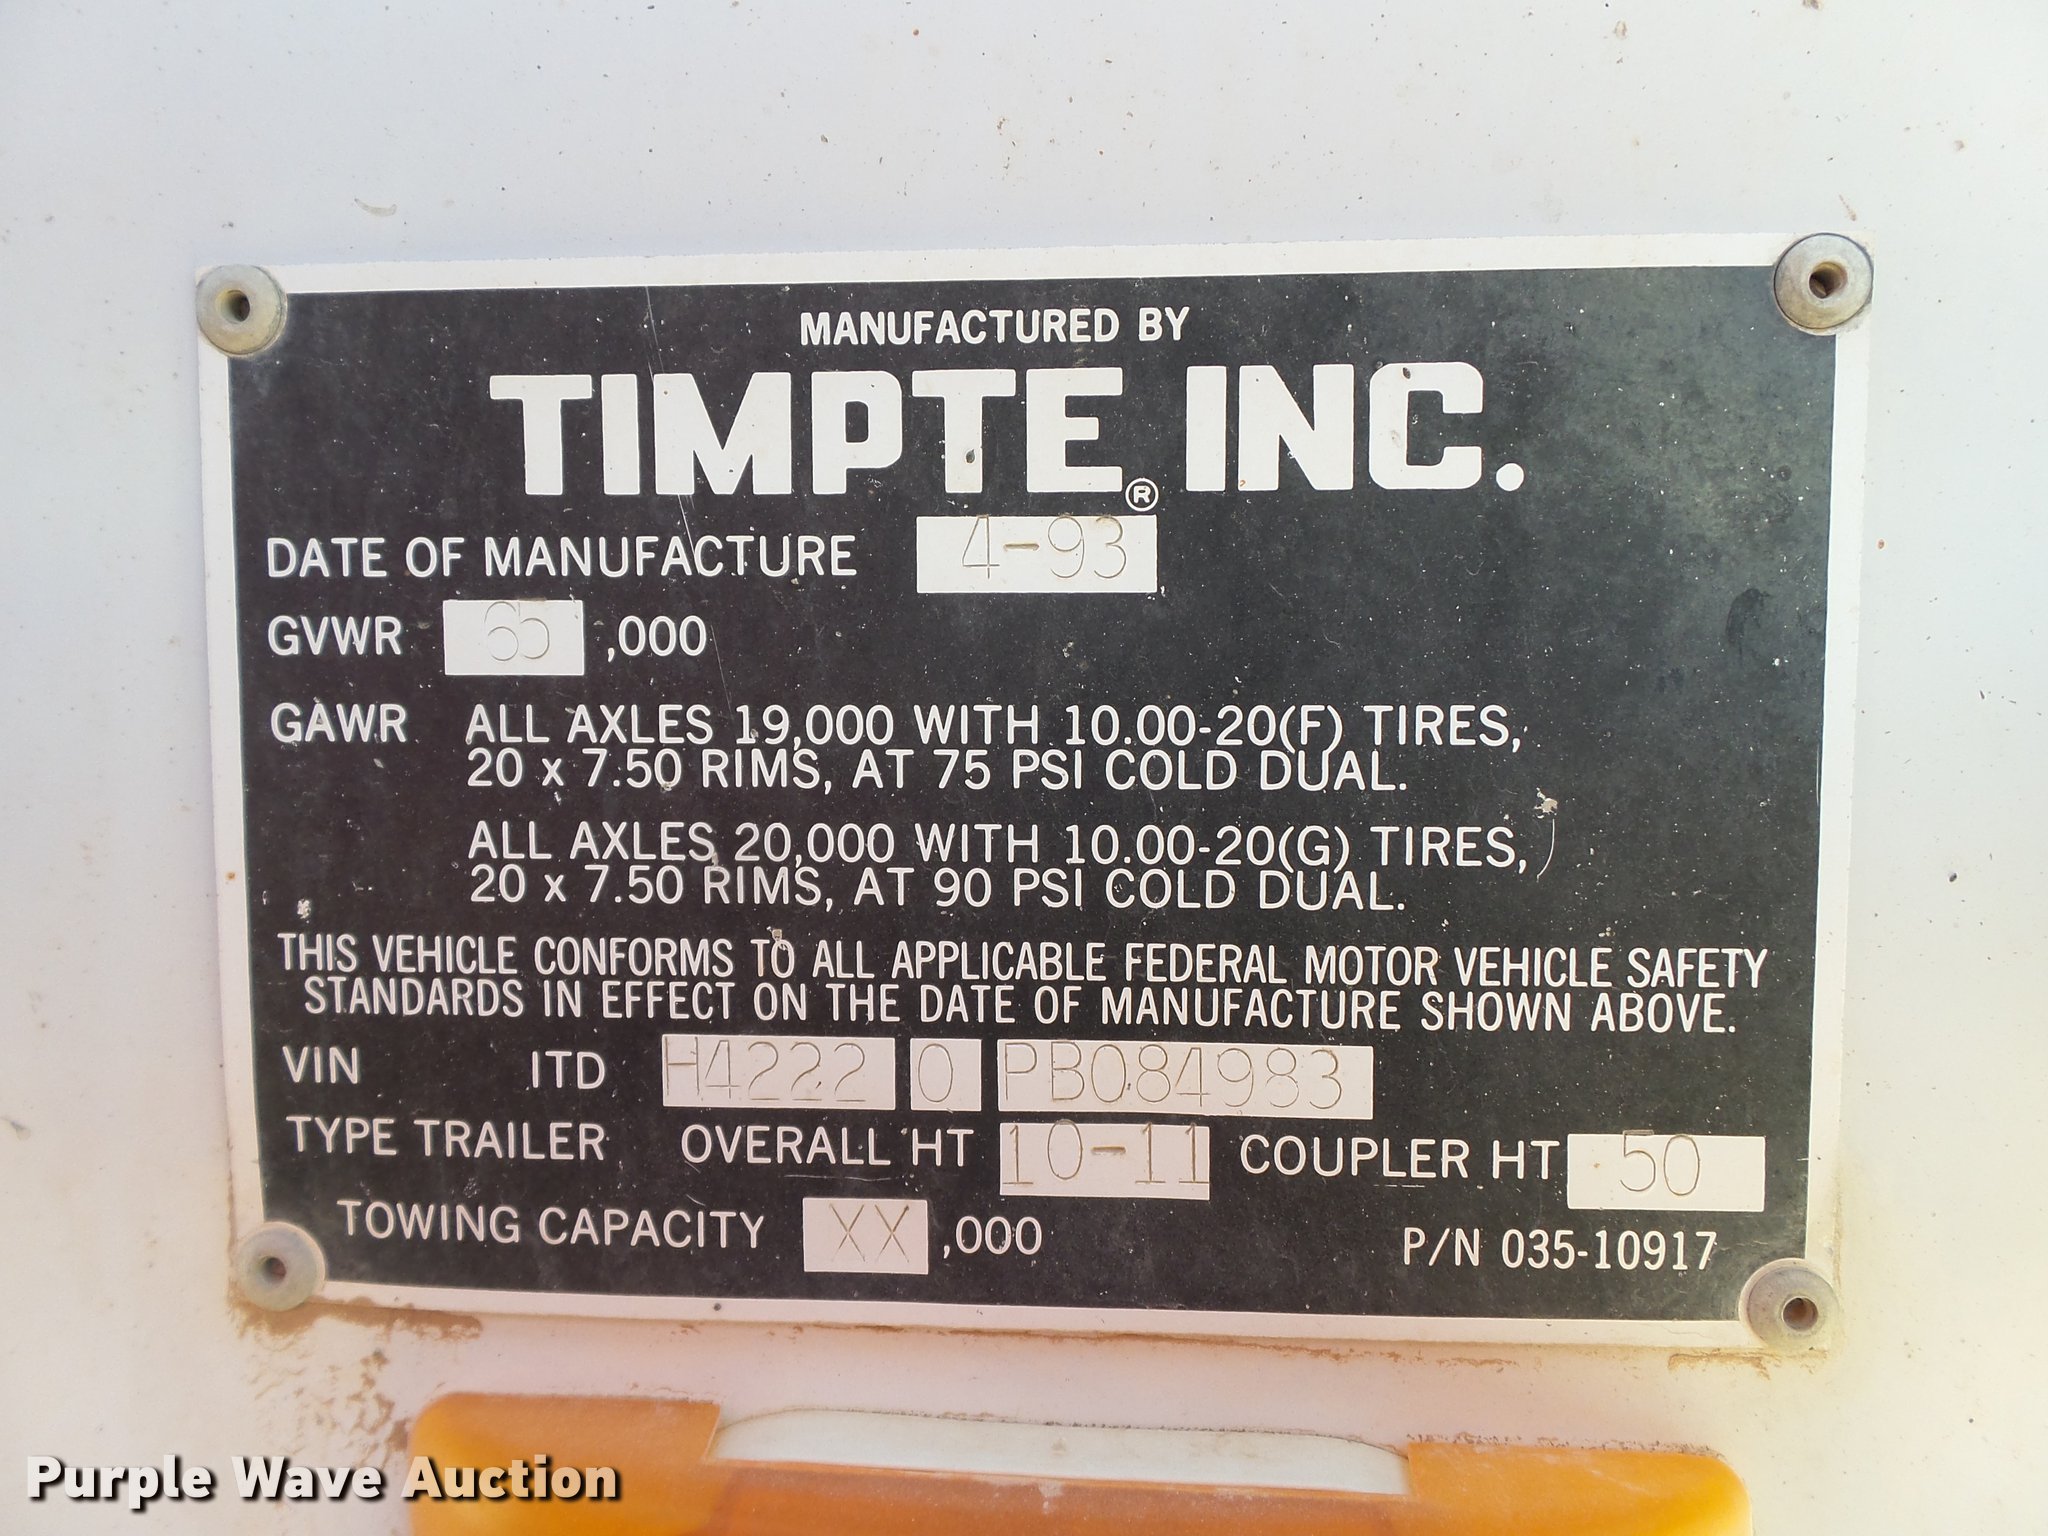 MANUFACTURED BY
TIMPTE® INC.
DATE OF MANUFACTURE 4-93
GVWR 65 ,000
GAWR ALL AXLES 19,000 WITH 10.00-20(F) TIRES,
20 x 7.50 RIMS, AT 75 PSI COLD DUAL.
ALL AXLES 20,000 WITH 10.00-20(G) TIRES,
20 x 7.50 RIMS, AT 90 PSI COLD DUAL.
THIS VEHICLE CONFORMS TO ALL APPLICABLE FEDERAL MOTOR VEHICLE SAFETY
STANDARDS IN EFFECT ON THE DATE OF MANUFACTURE SHOWN ABOVE.
VIN 1TD H4222 0 PB084983
TYPE TRAILER OVERALL HT 10-11 COUPLER HT 50
TOWING CAPACITY XX ,000 P/N 035-10917
Purple Wave Auction